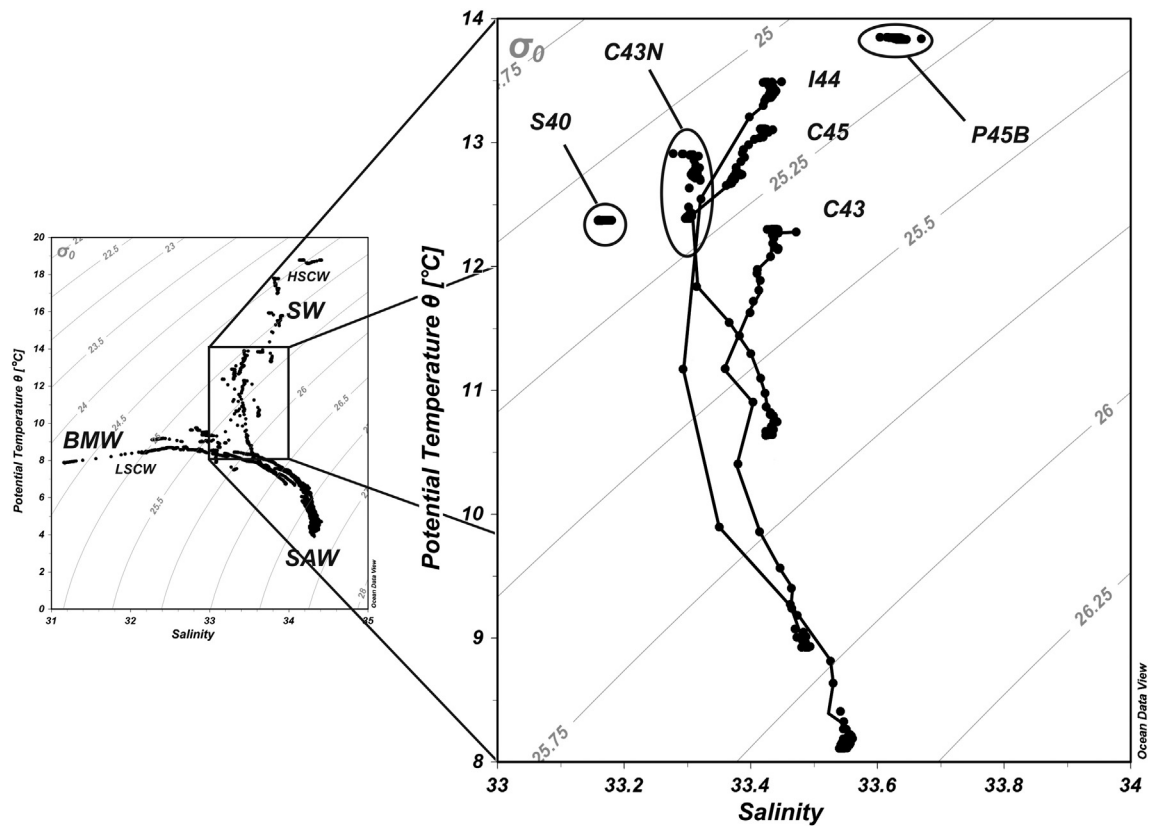 14
σ0
25
C43N
I44
C45
P45B
S40
13
25.25
C43
12
25.5
11
10
26
9
26.25
8
25.75
33
33.2
33.4
33.6
33.8
34
Salinity
Potential Temperature θ [°C]
Ocean Data View
20
σ0
22.5
23
18
HSCW
16
SW
14
23.5
12
24
26
10
24.5
26.5
BMW
8
LSCW
6
25.5
4
SAW
2
28
0
31
32
33
34
35
Salinity
Potential Temperature θ [°C]
Ocean Data View